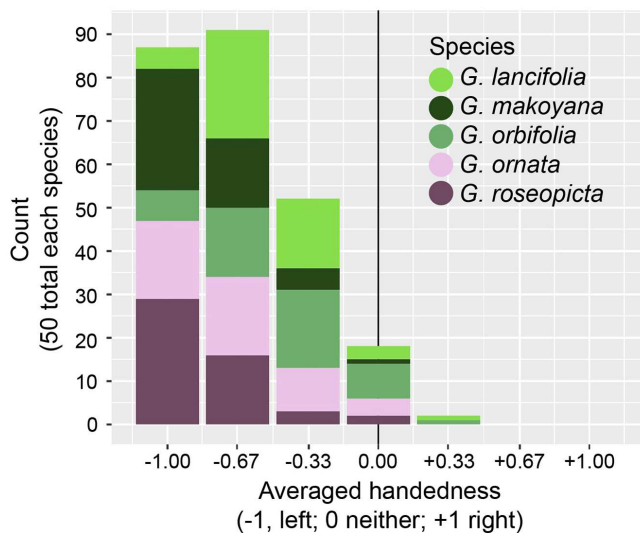 90
80
70
60
50
40
30
20
10
0
Count
(50 total each species)
Species
G. lancifolia
G. makoyana
G. orbifolia
G. ornata
G. roseopicta
-1.00 -0.67 -0.33 0.00 +0.33 +0.67 +1.00
Averaged handedness
(-1, left; 0 neither; +1 right)